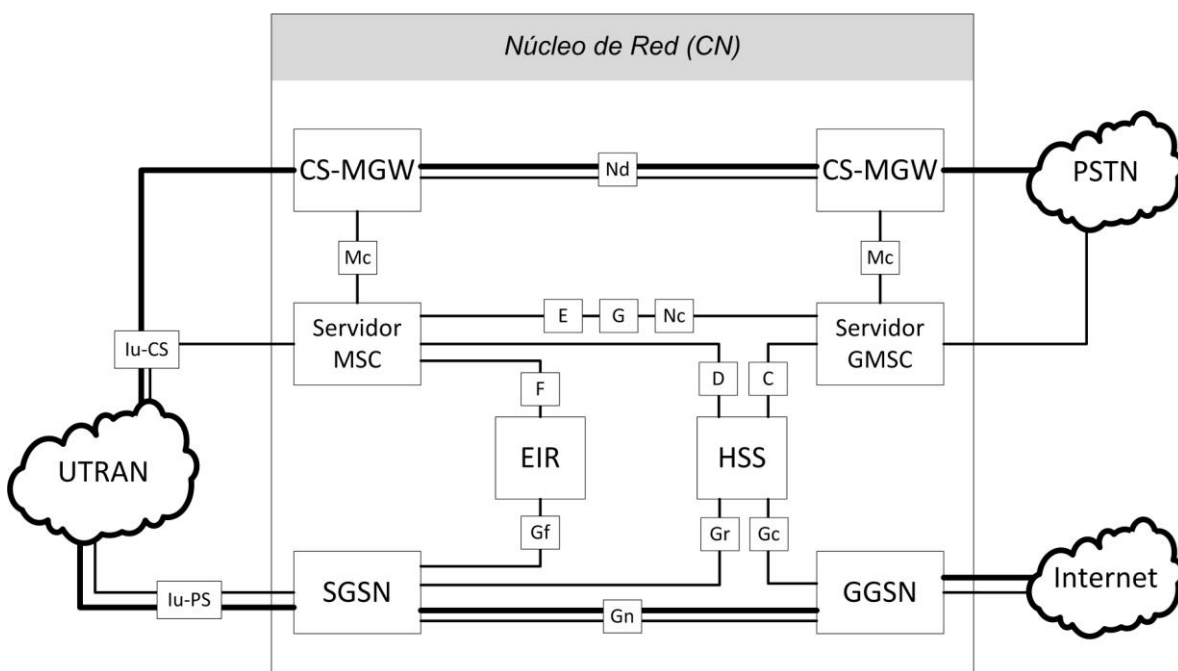 Núcleo de Red (CN)
CS-MGW
Nd
CS-MGW
PSTN
Mc
Mc
Servidor
MSC
E
G
Nc
Servidor
GMSC
Iu-CS
F
D
C
UTRAN
EIR
HSS
Gf
Gr
Gc
Iu-PS
SGSN
Gn
GGSN
Internet